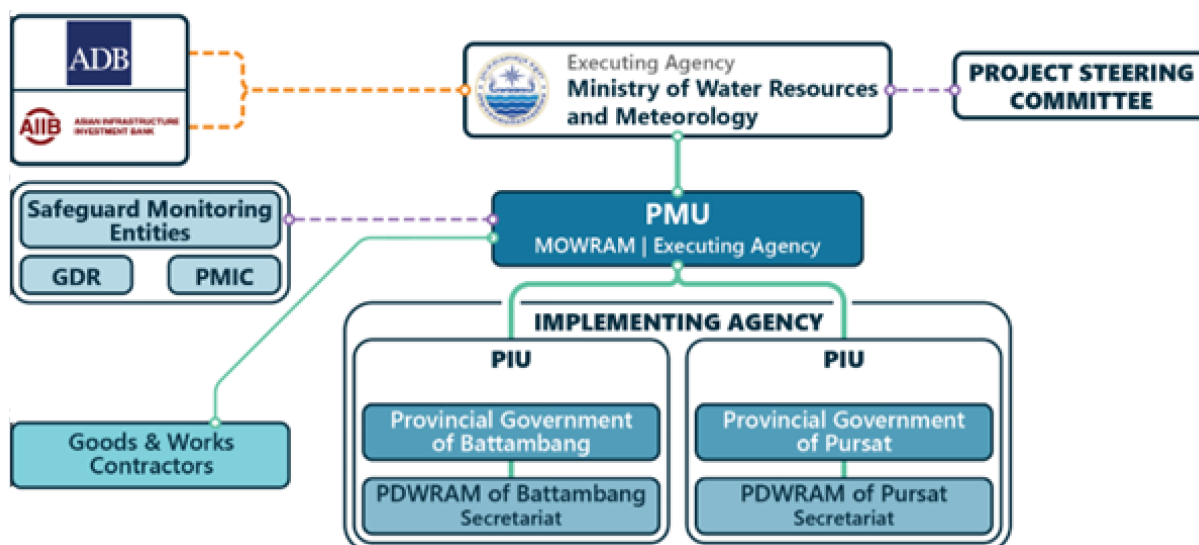 ADB
AIIB
ASIAN INFRASTRUCTURE
INVESTMENT BANK
Executing Agency
Ministry of Water Resources
and Meteorology
PROJECT STEERING
COMMITTEE
Safeguard Monitoring
Entities
GDR
PMIC
PMU
MOWRAM | Executing Agency
IMPLEMENTING AGENCY
PIU
Provincial Government
of Battambang
PDWRAM of Battambang
Secretariat
PIU
Provincial Government
of Pursat
PDWRAM of Pursat
Secretariat
Goods & Works
Contractors